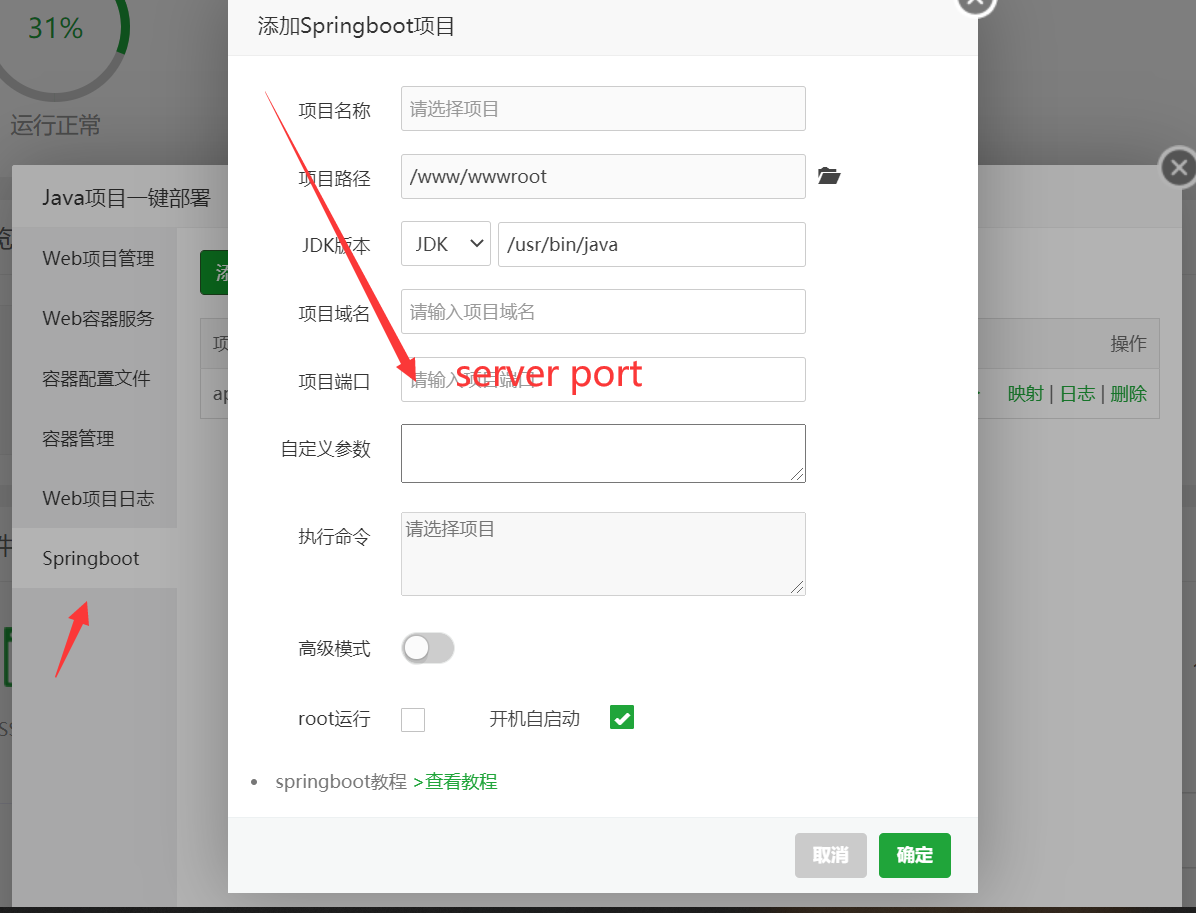 31%
运行正常
添加Springboot项目
Java项目一键部署
Web项目管理
Web容器服务
容器配置文件
容器管理
Web项目日志
Springboot
项目名称 请选择项目
项目路径 /www/wwwroot
JDK版本 JDK /usr/bin/java
项目域名 请输入项目域名
项目端口 请输入项目端口
server port
自定义参数
执行命令 请选择项目
高级模式
root运行 开机自启动
springboot教程 >查看教程
取消 确定
操作
映射 | 日志 | 删除